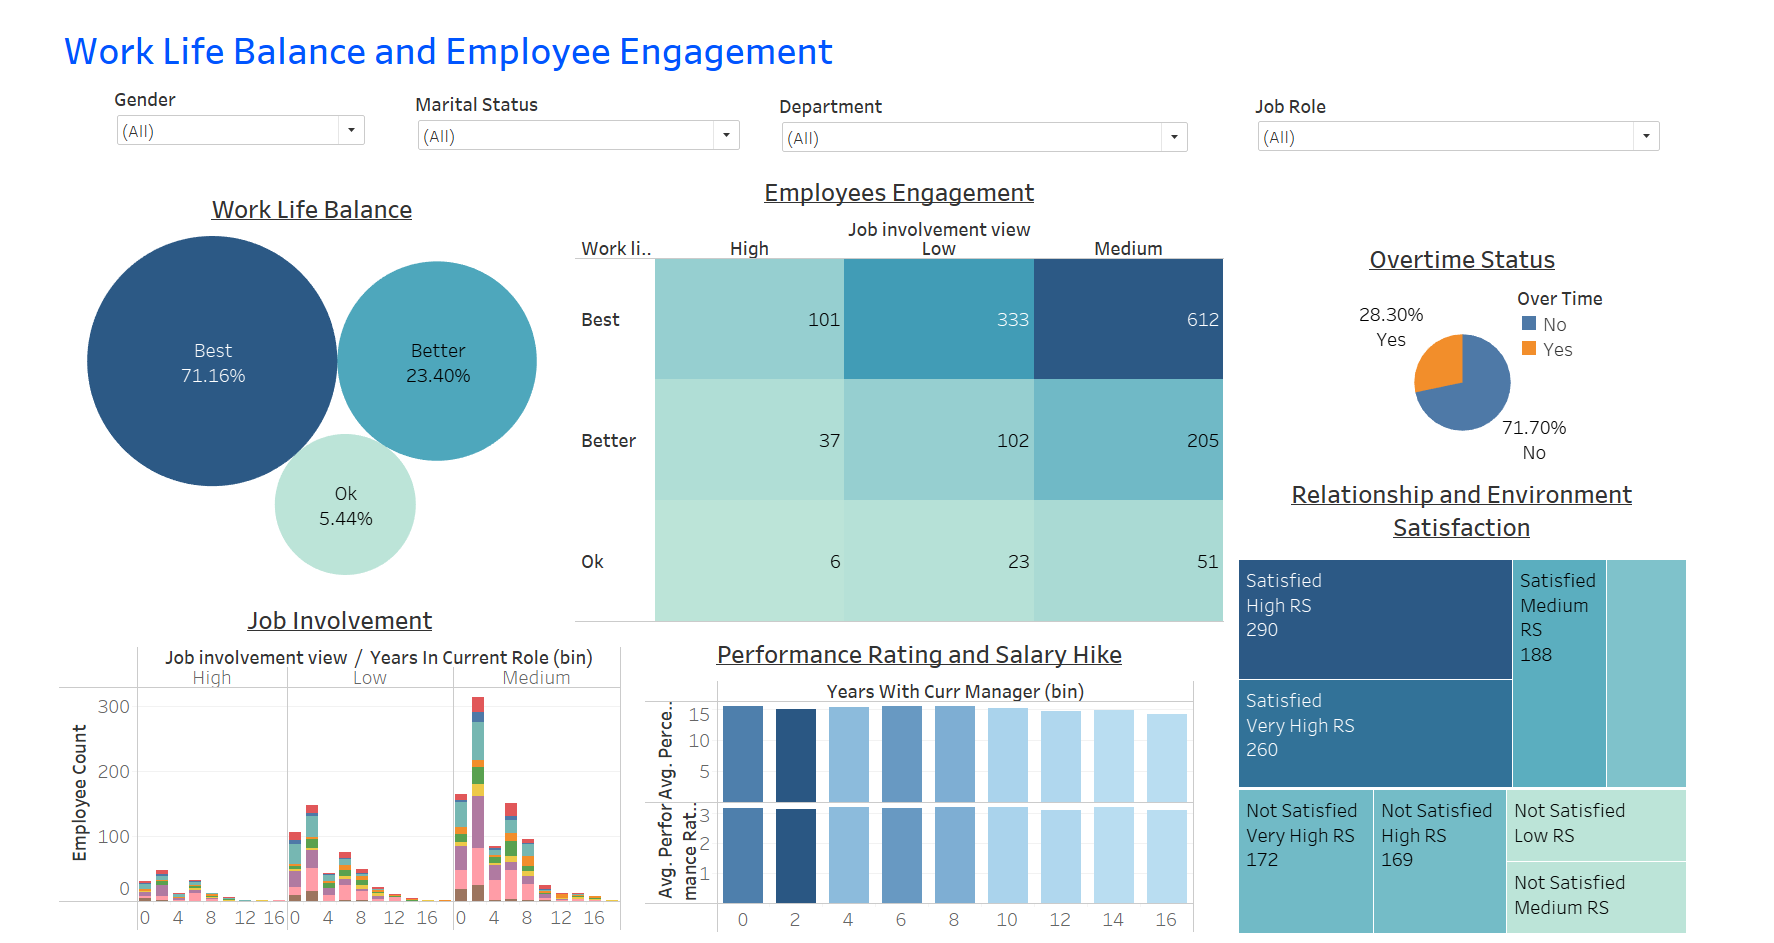 Work Life Balance and Employee Engagement
Gender
(All)
Marital Status
(All)
Department
(All)
Job Role
(All)
Work Life Balance
Best
71.16%
Better
23.40%
Ok
5.44%
Employees Engagement
Job involvement view
Work li..
High
Low
Medium
Best
101
333
612
Better
37
102
205
Ok
6
23
51
Overtime Status
Over Time
No
Yes
28.30%
Yes
71.70%
No
Relationship and Environment
Satisfaction
Satisfied
High RS
290
Satisfied
Very High RS
260
Satisfied
Medium
RS
188
Not Satisfied
Very High RS
172
Not Satisfied
High RS
169
Not Satisfied
Low RS
Not Satisfied
Medium RS
Job Involvement
Job involvement view / Years In Current Role (bin)
High
Low
Medium
Employee Count
300
200
100
0
0 4 8 12 16
0 4 8 12 16
0 4 8 12 16
Performance Rating and Salary Hike
Years With Curr Manager (bin)
Avg. Perce..
15
10
5
Avg. Perfor
mance Rat..
3
2
1
0 2 4 6 8 10 12 14 16